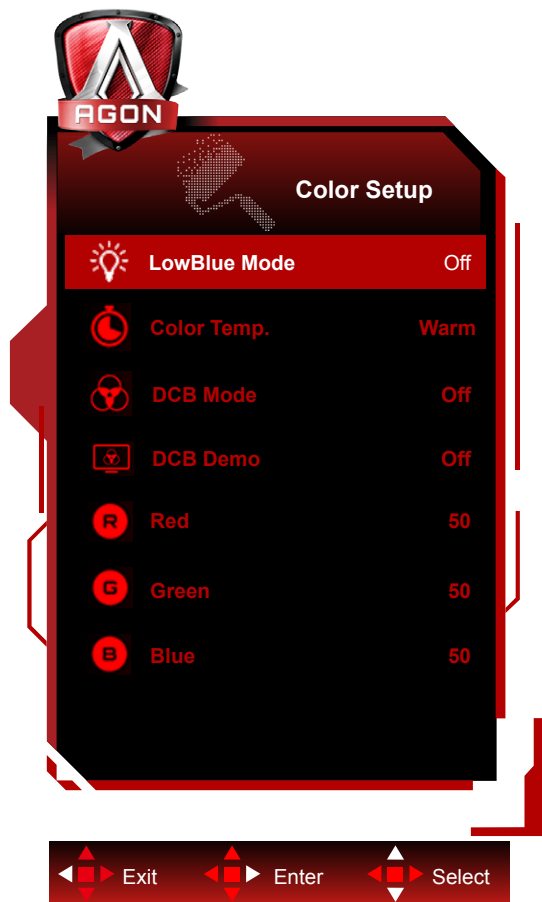 AGON
Color Setup
LowBlue Mode Off
Color Temp. Warm
DCB Mode Off
DCB Demo Off
R Red 50
G Green 50
B Blue 50
Exit Enter Select